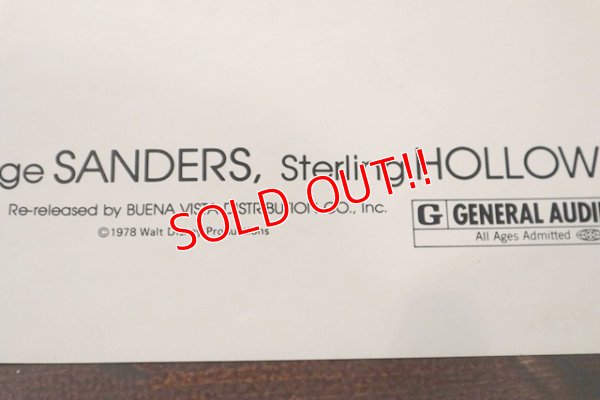 ge SANDERS, Sterling HOLLOW
Re-released by BUENA VISTA DISTRIBUTION CO., Inc.
©1978 Walt Disney Productions
G GENERAL AUDI
All Ages Admitted
SOLD OUT!!